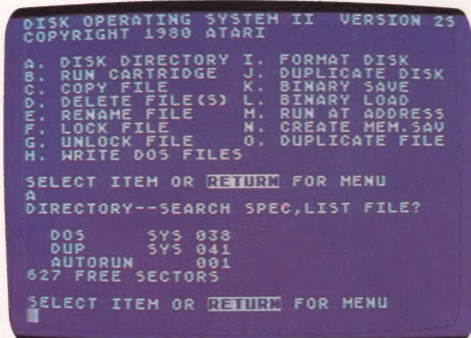 DISK OPERATING SYSTEM II VERSION 2S
COPYRIGHT 1980 ATARI
A. DISK DIRECTORY I. FORMAT DISK
B. RUN CARTRIDGE J. DUPLICATE DISK
C. COPY FILE K. BINARY SAVE
D. DELETE FILE(S) L. BINARY LOAD
E. RENAME FILE M. RUN AT ADDRESS
F. LOCK FILE N. CREATE MEM.SAV
G. UNLOCK FILE O. DUPLICATE FILE
H. WRITE DOS FILES
SELECT ITEM OR RETURN FOR MENU
A
DIRECTORY--SEARCH SPEC,LIST FILE?
DOS SYS 038
DUP SYS 041
AUTORUN 001
627 FREE SECTORS
SELECT ITEM OR RETURN FOR MENU